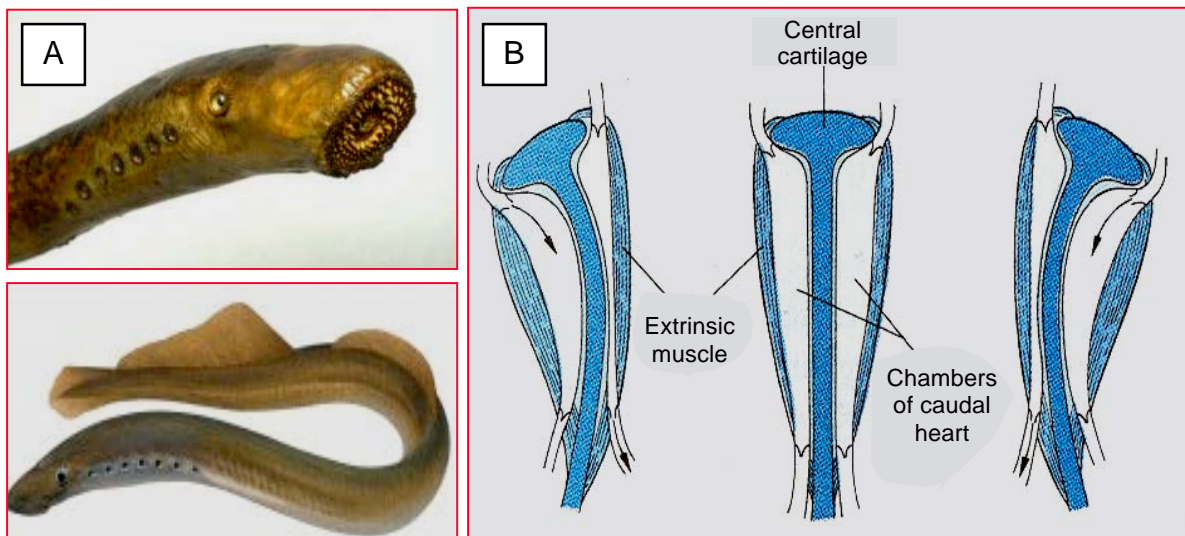 A
B
Central
cartilage
Extrinsic
muscle
Chambers
of caudal
heart